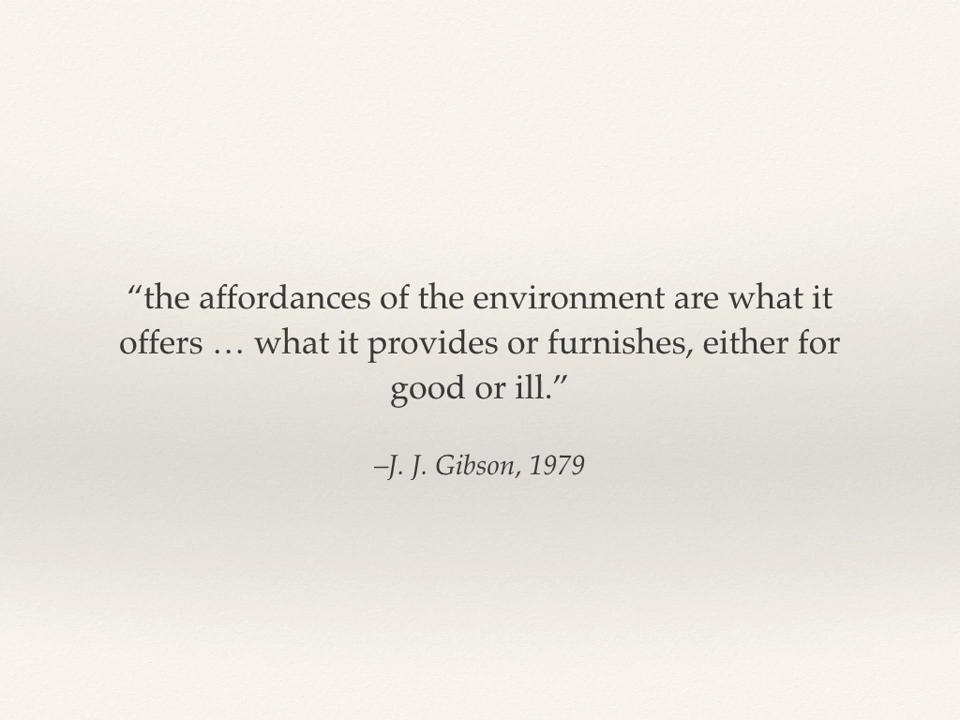 “the affordances of the environment are what it
offers … what it provides or furnishes, either for
good or ill.”
–J. J. Gibson, 1979